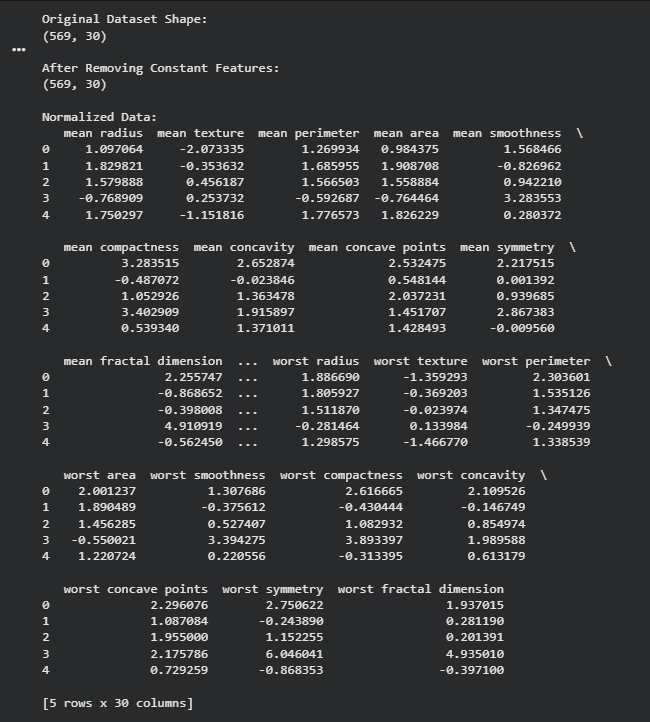 Original Dataset Shape:
(569, 30)
After Removing Constant Features:
(569, 30)
Normalized Data:
mean radius  mean texture  mean perimeter  mean area  mean smoothness  \
0     1.097064     -2.073335        1.269934   0.984375         1.568466
1     1.829821     -0.353632        1.685955   1.908708        -0.826962
2     1.579888      0.456187        1.566503   1.558884         0.942210
3    -0.768909      0.253732       -0.592687  -0.764464         3.283553
4     1.750297     -1.151816        1.776573   1.826229         0.280372
mean compactness  mean concavity  mean concave points  mean symmetry  \
0          3.283515        2.652874             2.532475       2.217515
1         -0.487072       -0.023846             0.548144       0.001392
2          1.052926        1.363478             2.037231       0.939685
3          3.402909        1.915897             1.451707       2.867383
4          0.539340        1.371011             1.428493      -0.009560
mean fractal dimension  ...  worst radius  worst texture  worst perimeter  \
0                2.255747  ...      1.886690      -1.359293         2.303601
1               -0.868652  ...      1.805927      -0.369203         1.535126
2               -0.398008  ...      1.511870      -0.023974         1.347475
3                4.910919  ...     -0.281464       0.133984        -0.249939
4               -0.562450  ...      1.298575      -1.466770         1.338539
worst area  worst smoothness  worst compactness  worst concavity  \
0    2.001237          1.307686           2.616665         2.109526
1    1.890489         -0.375612          -0.430444        -0.146749
2    1.456285          0.527407           1.082932         0.854974
3   -0.550021          3.394275           3.893397         1.989588
4    1.220724          0.220556          -0.313395         0.613179
worst concave points  worst symmetry  worst fractal dimension
0              2.296076        2.750622                 1.937015
1              1.087084       -0.243890                 0.281190
2              1.955000        1.152255                 0.201391
3              2.175786        6.046041                 4.935010
4              0.729259       -0.868353                -0.397100
[5 rows x 30 columns]